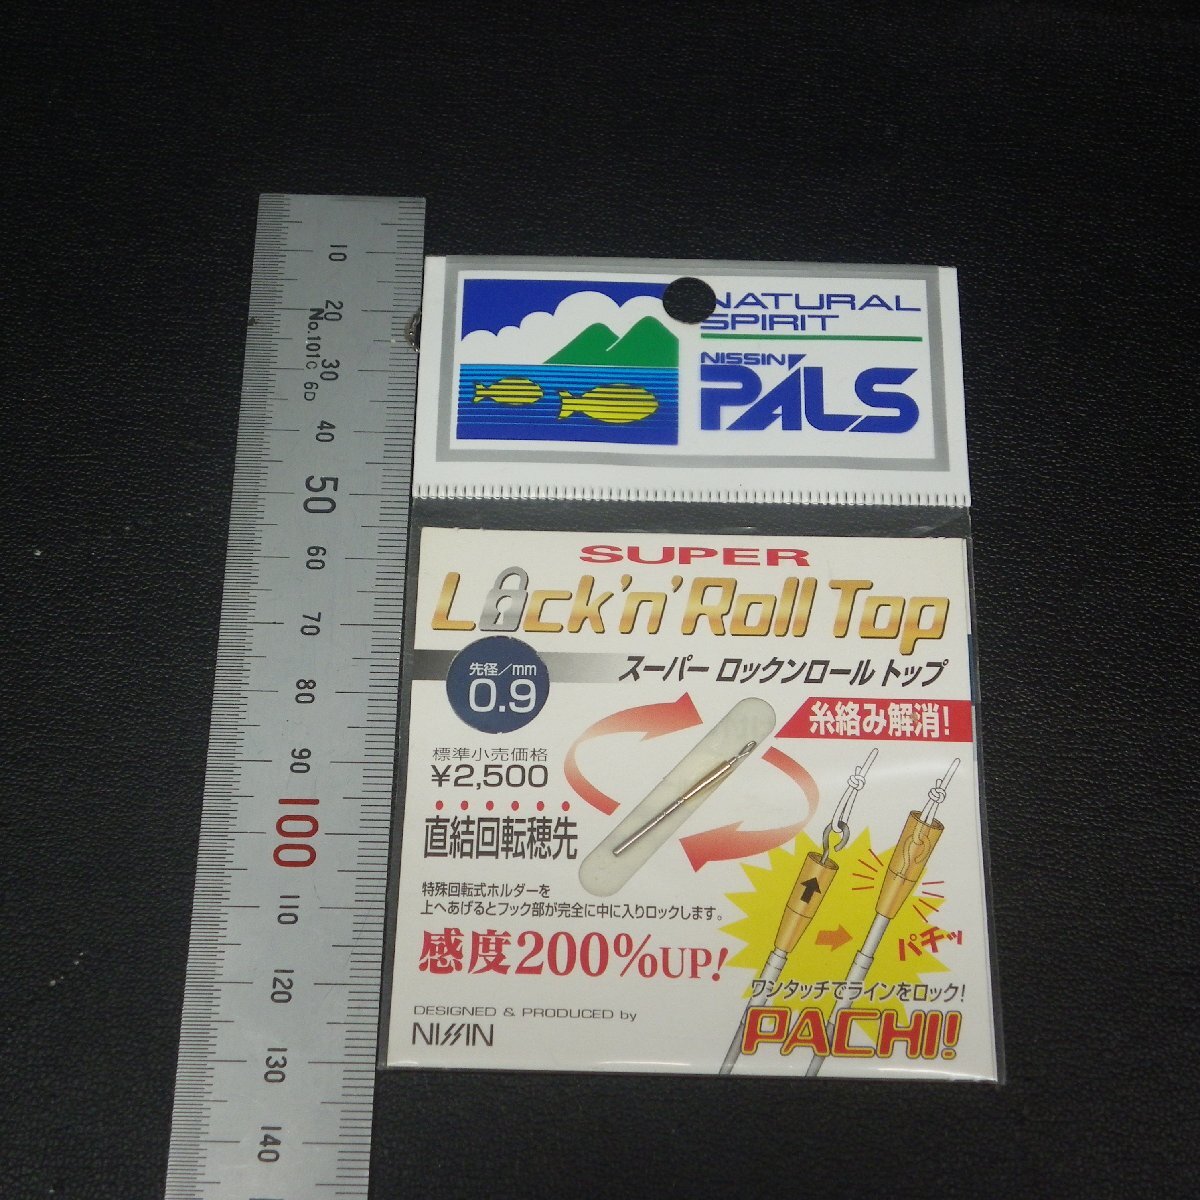 10
20
No.101C 6D
30
40
50
60
70
80
90
100
110
120
130
140
NATURAL
SPIRIT
NISSIN
PALS
SUPER
Lock'n'Roll Top
スーパー ロックンロール トップ
先径/mm
0.9
糸絡み解消!
標準小売価格
¥2,500
直結回転穂先
特殊回転式ホルダーを
上へあげるとフック部が完全に中に入りロックします。
感度200%UP!
パチッ
ワンタッチでラインをロック!
PACHI!!
DESIGNED & PRODUCED by
NISSIN